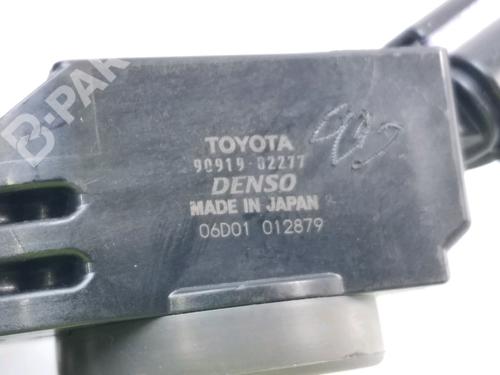 TOYOTA
90919-02277
DENSO
MADE IN JAPAN
06D01 012879
B-PAR